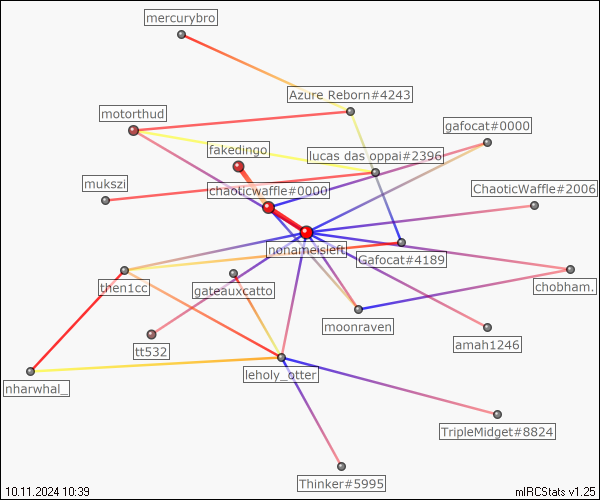 mercurybro
Azure Reborn#4243
motorthud
gafocat#0000
fakedingo
lucas das oppai#2396
mukszi
chaoticwaffle#0000
ChaoticWaffle#2006
nonameisleft
Gafocat#4189
then1cc
gateauxcatto
chobham.
moonraven
tt532
amah1246
nharwhal_
leholy_otter
TripleMidget#8824
Thinker#5995
10.11.2024 10:39
mIRCStats v1.25